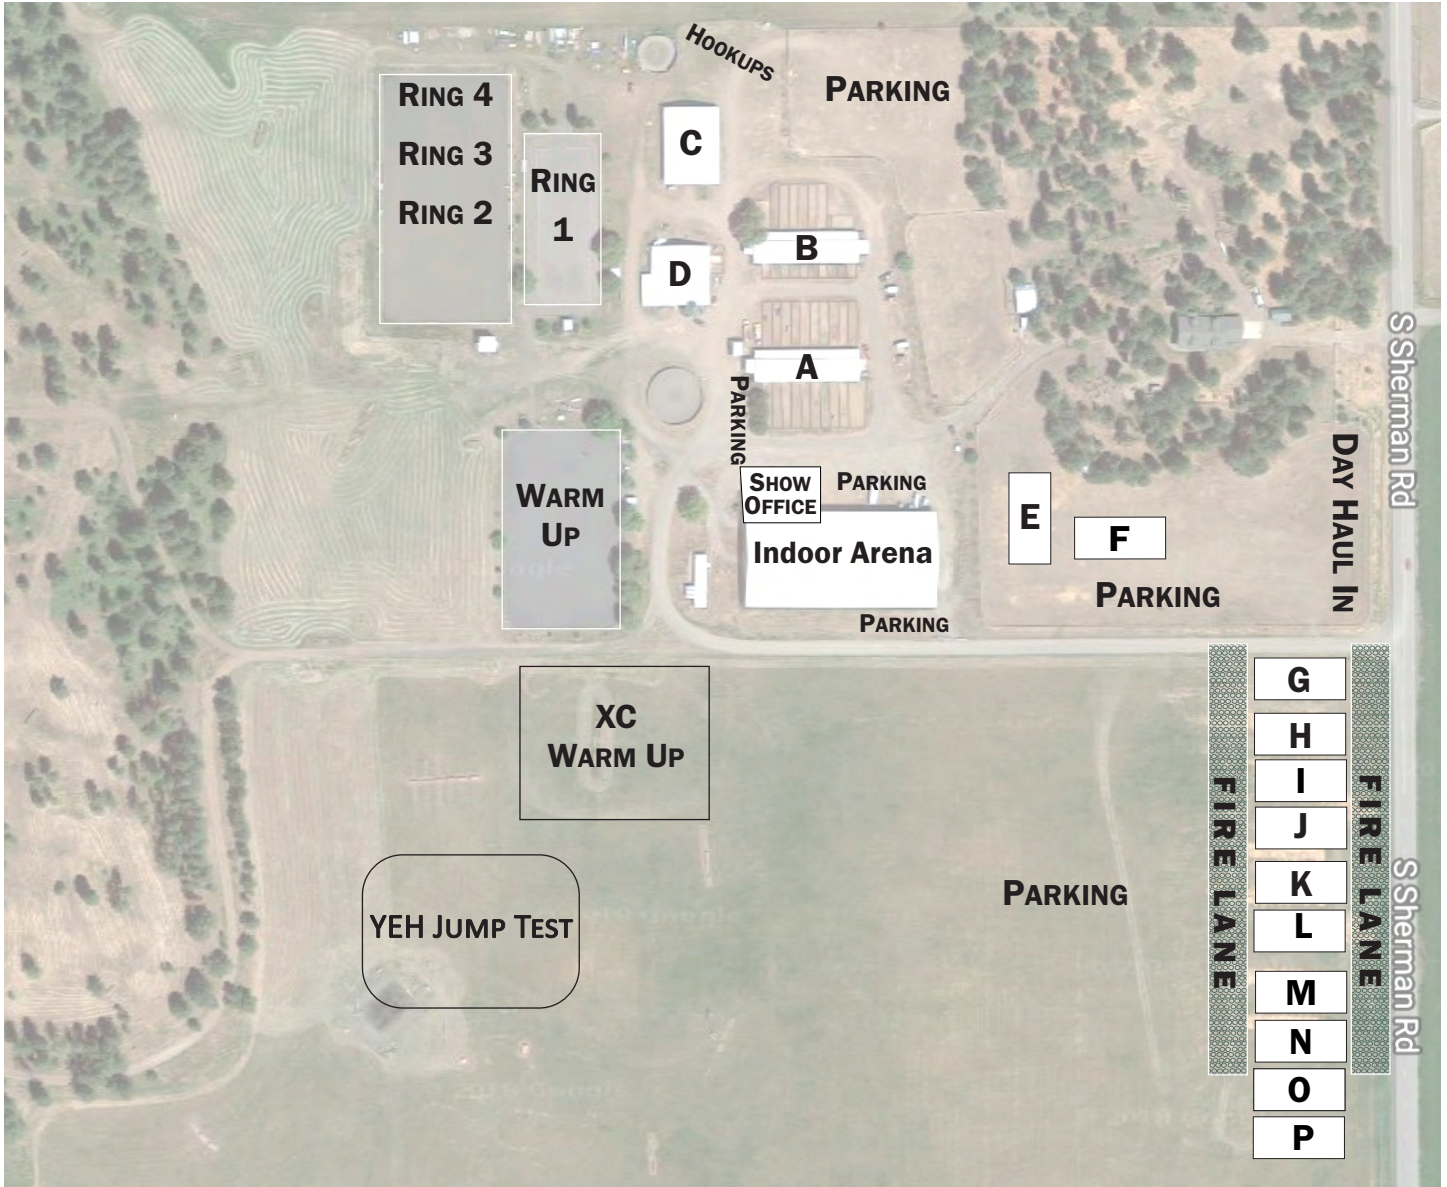 HOOKUPS
PARKING
RING 4
RING 3
RING 2
RING
1
C
B
D
A
PARKING
S Sherman Rd
DAY HAUL IN
SHOW
OFFICE
PARKING
WARM
UP
Indoor Arena
E
F
PARKING
PARKING
G
XC
WARM UP
H
I
J
K
L
M
N
O
P
FIRE LANE
FIRE LANE
PARKING
YEH JUMP TEST
S Sherman Rd